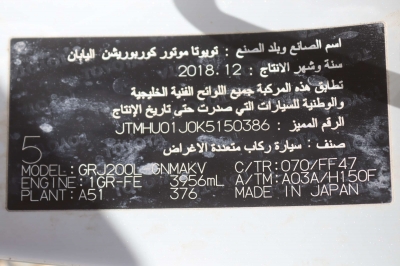 اسم الصانع وبلد الصنع : تويوتا موتور كوربوريشن اليابان
سنة وشهر الانتاج : 12. 2018
تطابق هذه المركبة جميع اللوائح الفنية الخليجية
والوطنية للسيارات التي صدرت حتى تاريخ الإنتاج
الرقم المميز : JTMHU01J0K5150386
صنف : سيارة ركاب متعددة الاغراض
5
MODEL: GRJ200L-GNMAKV C/TR: 070/FF47
ENGINE: 1GR-FE 3956mL A/TM: A03A/H150F
PLANT: A51 376 MADE IN JAPAN